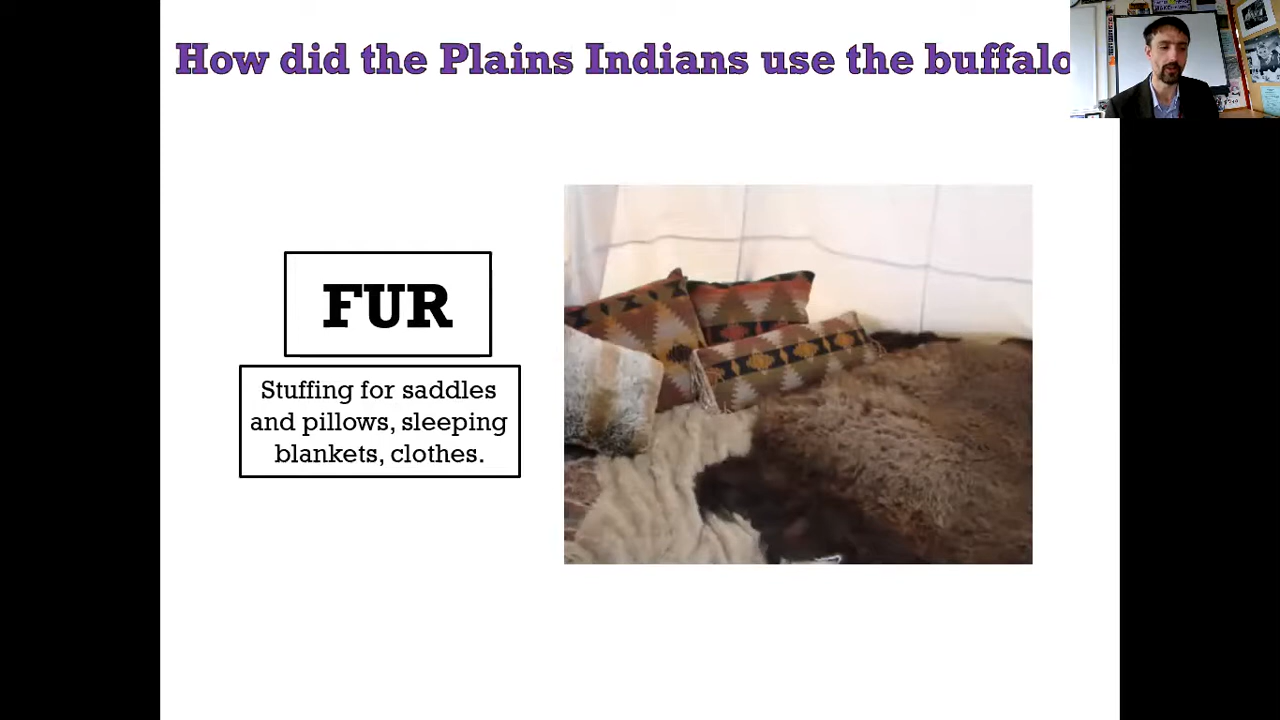 How did the Plains Indians use the buffalo
FUR
Stuffing for saddles
and pillows, sleeping
blankets, clothes.